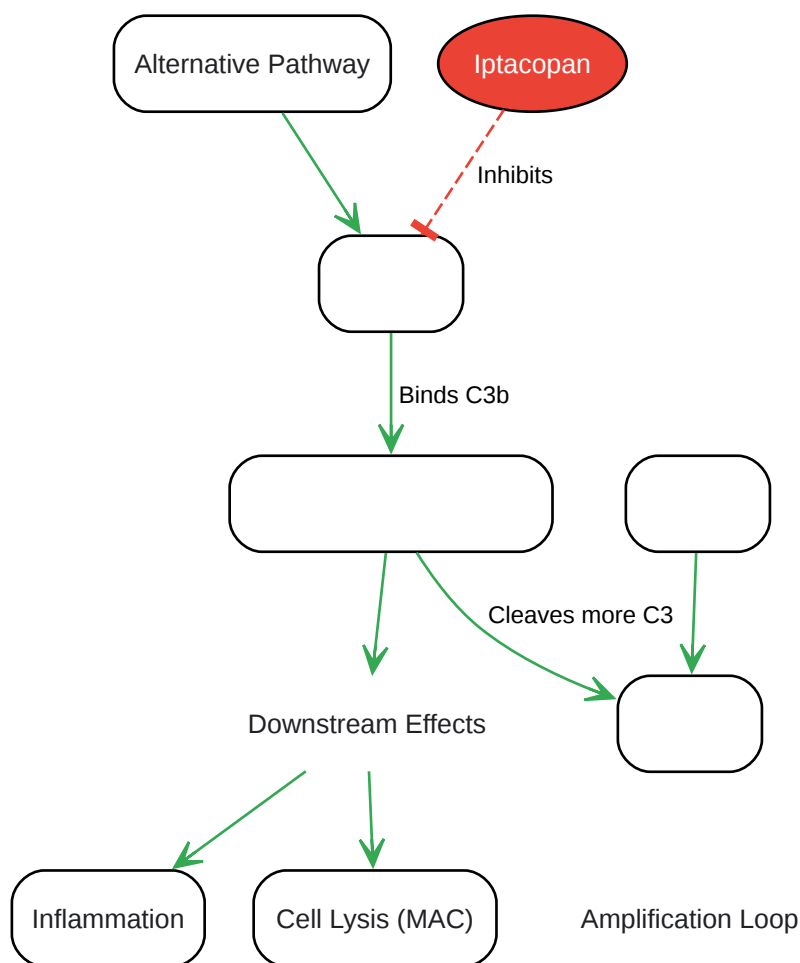 Alternative Pathway
Iptacopan
Inhibits
Binds C3b
Cleaves more C3
Downstream Effects
Inflammation
Cell Lysis (MAC)
Amplification Loop